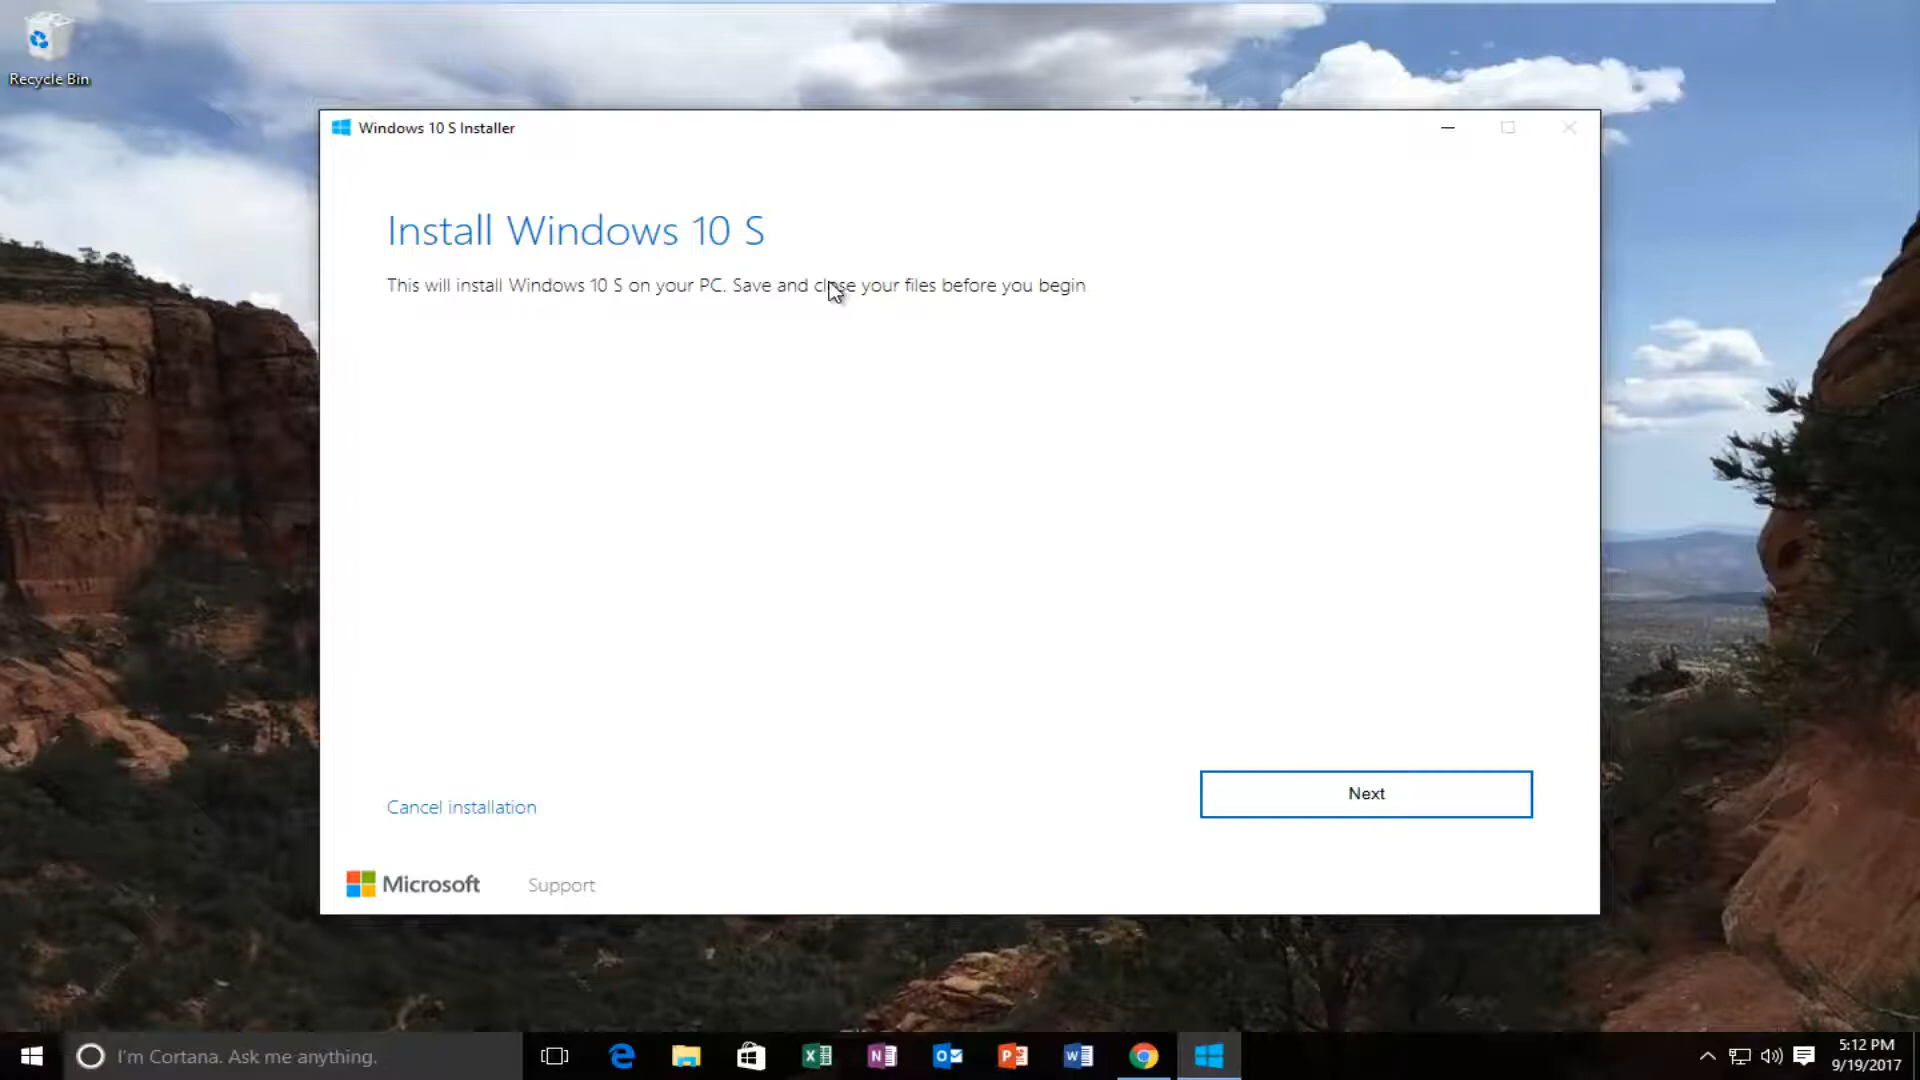 Recycle Bin
Windows 10 S Installer
Install Windows 10 S
This will install Windows 10 S on your PC. Save and close your files before you begin
Cancel installation
Next
Microsoft
Support
I'm Cortana. Ask me anything.
5:12 PM
9/19/2017